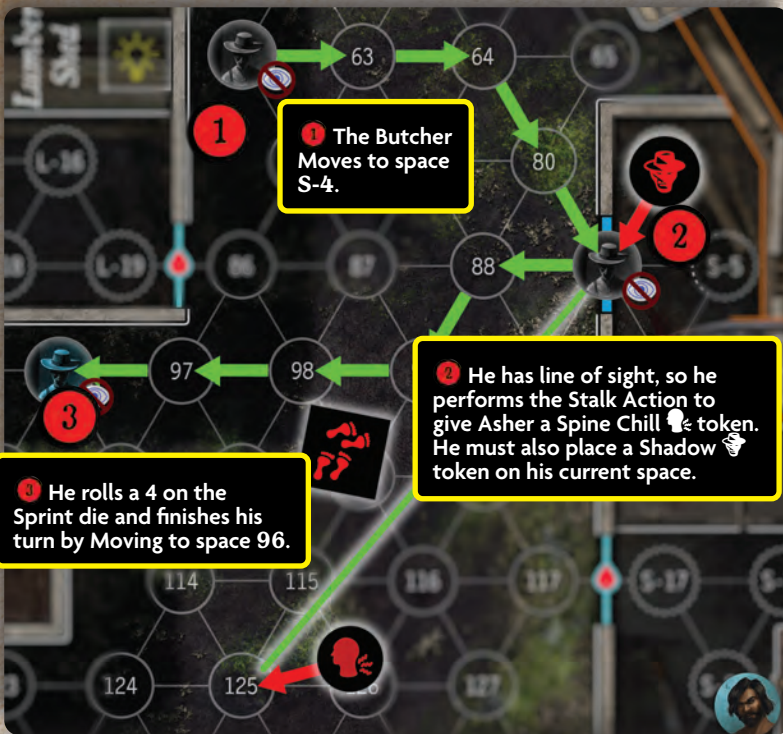 Lumber
Shed
63
64
65
1
1 The Butcher
Moves to space
S-4.
80
2
L-16
L-19
86
87
88
S-5
97
98
3
2 He has line of sight, so he
performs the Stalk Action to
give Asher a Spine Chill token.
He must also place a Shadow
token on his current space.
3 He rolls a 4 on the
Sprint die and finishes his
turn by Moving to space 96.
114
115
116
117
S-17
124
125
127